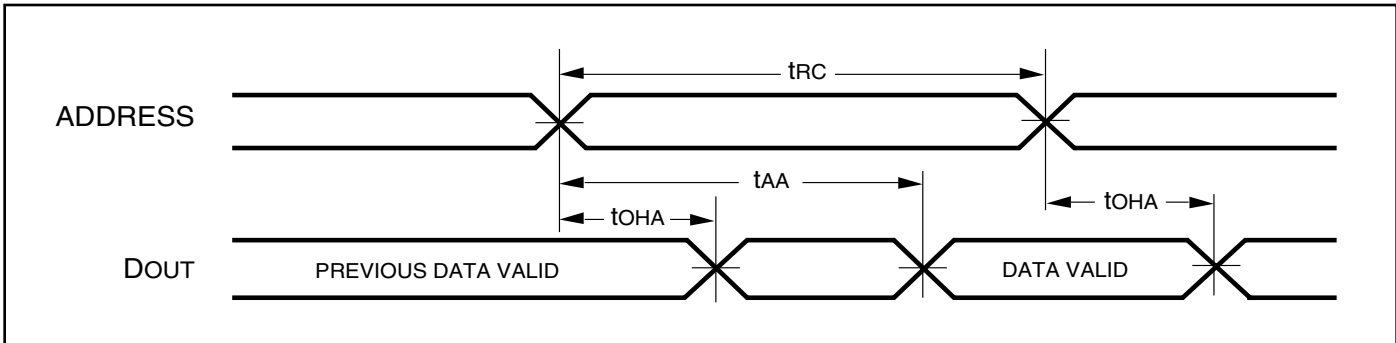 tRC
ADDRESS
tAA
tOHA
tOHA
DOUT
PREVIOUS DATA VALID
DATA VALID